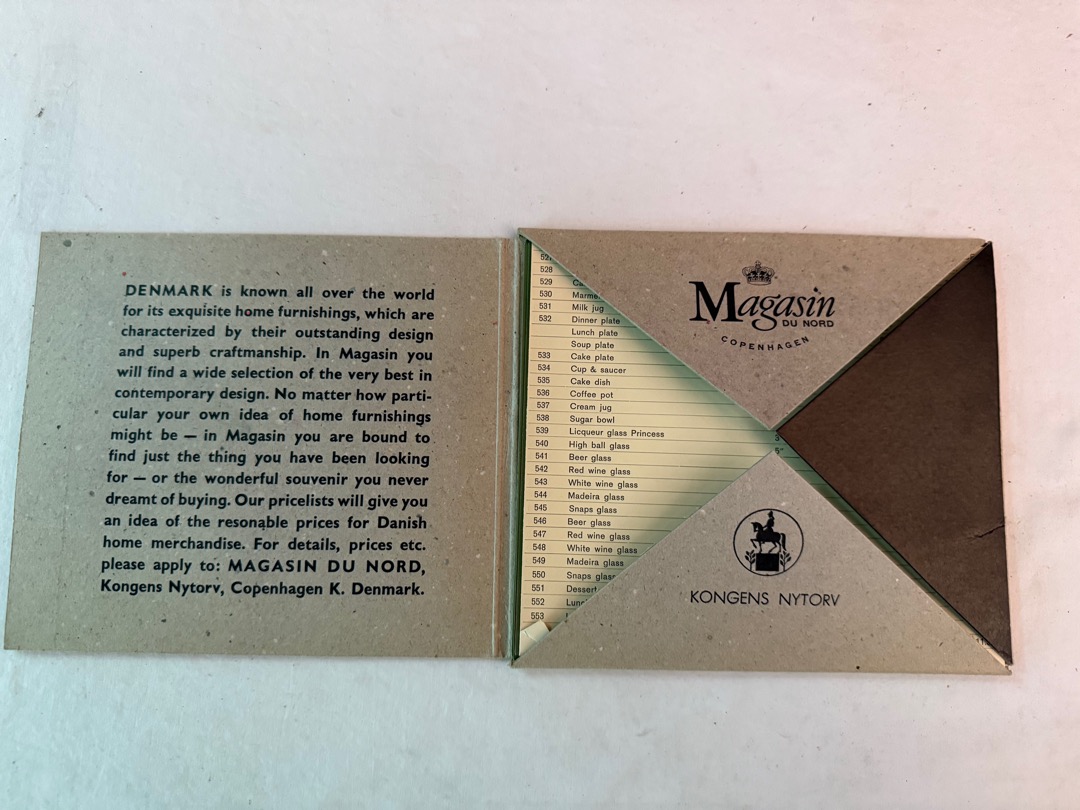 DENMARK is known all over the world
for its exquisite home furnishings, which are
characterized by their outstanding design
and superb craftmanship. In Magasin you
will find a wide selection of the very best in
contemporary design. No matter how parti-
cular your own idea of home furnishings
might be — in Magasin you are bound to
find just the thing you have been looking
for — or the wonderful souvenir you never
dreamt of buying. Our pricelists will give you
an idea of the resonable prices for Danish
home merchandise. For details, prices etc.
please apply to: MAGASIN DU NORD,
Kongens Nytorv, Copenhagen K. Denmark.
528
529
530
531 Milk jug
532 Dinner plate
Lunch plate
Soup plate
533 Cake plate
534 Cup & saucer
535 Cake dish
536 Coffee pot
537 Cream jug
538 Sugar bowl
539 Licqueur glass Princess
540 High ball glass
541 Beer glass
542 Red wine glass
543 White wine glass
544 Madeira glass
545 Snaps glass
546 Beer glass
547 Red wine glass
548 White wine glass
549 Madeira glass
550 Snaps glass
551 Dessert
552
553
5"
Magasin
DU NORD
COPENHAGEN
KONGENS NYTORV